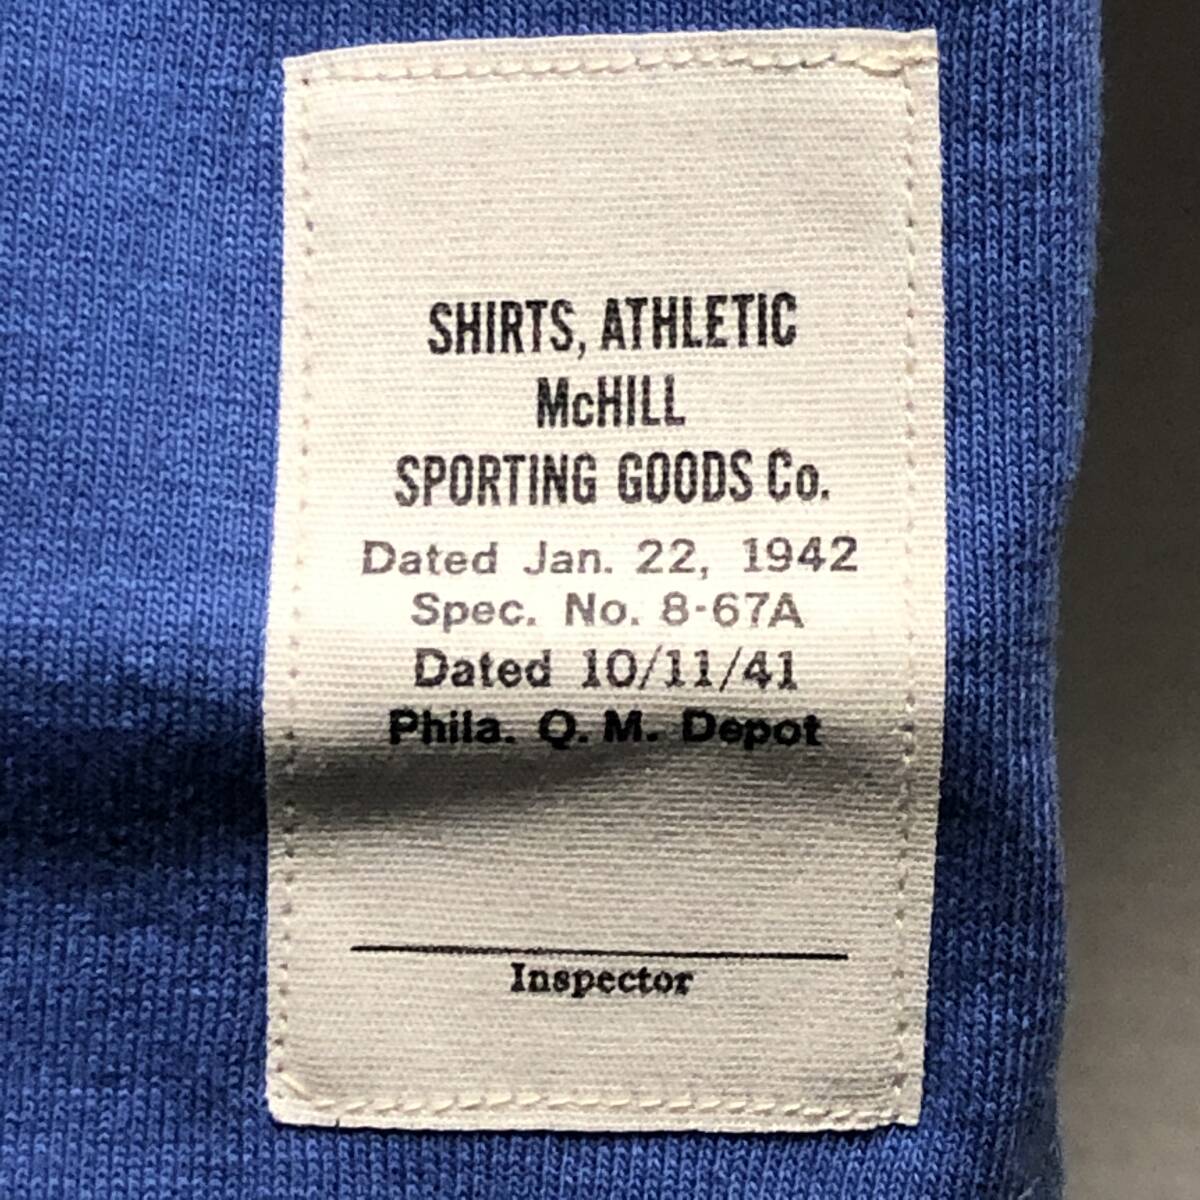 SHIRTS, ATHLETIC
McHILL
SPORTING GOODS Co.
Dated Jan. 22, 1942
Spec. No. 8-67A
Dated 10/11/41
Phila. Q. M. Depot
Inspector